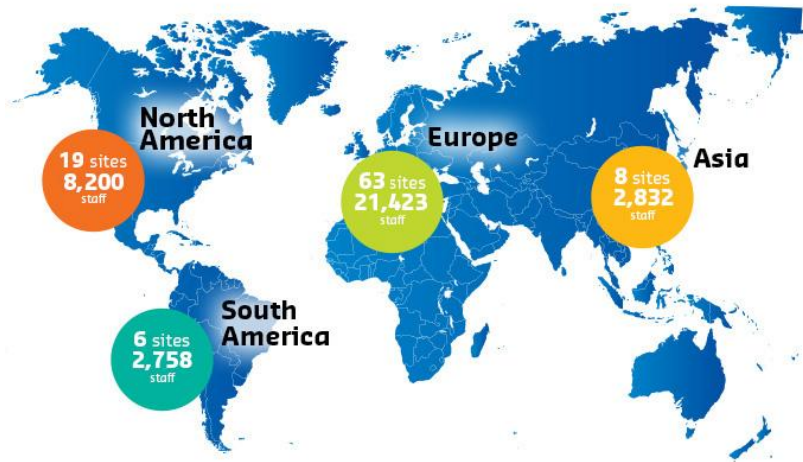 North
America
19 sites
8,200
staff
Europe
63 sites
21,423
staff
Asia
8 sites
2,832
staff
South
America
6 sites
2,758
staff